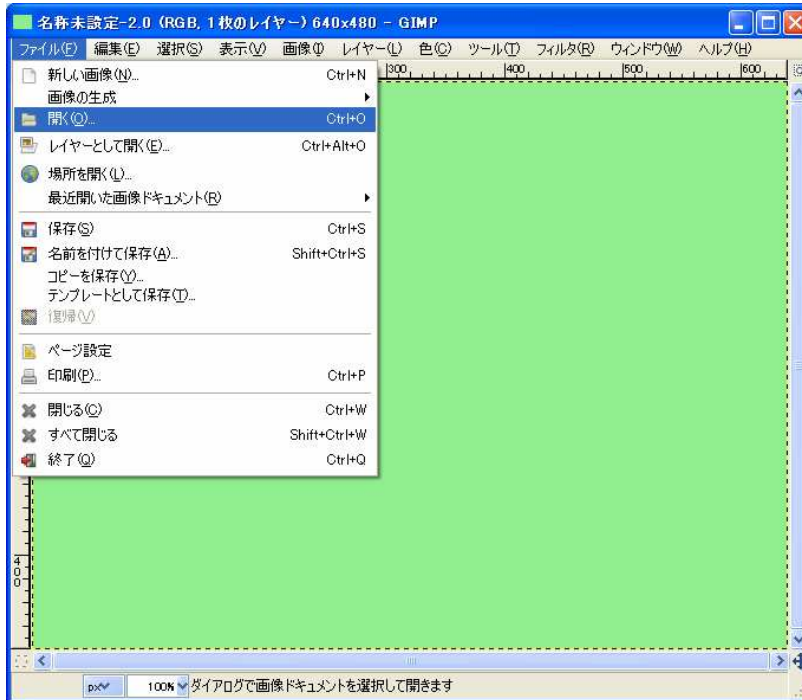 名称未設定-2.0 (RGB, 1枚のレイヤー) 640x480 – GIMP
ファイル(F) 編集(E) 選択(S) 表示(V) 画像(I) レイヤー(L) 色(C) ツール(T) フィルタ(R) ウィンドウ(W) ヘルプ(H)
300 400 500 600
新しい画像(N)... Ctrl+N
画像の生成
開く(O)... Ctrl+O
レイヤーとして開く(E)... Ctrl+Alt+O
場所を開く(L)...
最近開いた画像ドキュメント(R)
保存(S) Ctrl+S
名前を付けて保存(A)... Shift+Ctrl+S
コピーを保存(Y)...
テンプレートとして保存(T)...
復帰(V)
ページ設定
印刷(P)... Ctrl+P
閉じる(C) Ctrl+W
すべて閉じる Shift+Ctrl+W
終了(Q) Ctrl+Q
400
px 100% ダイアログで画像ドキュメントを選択して開きます